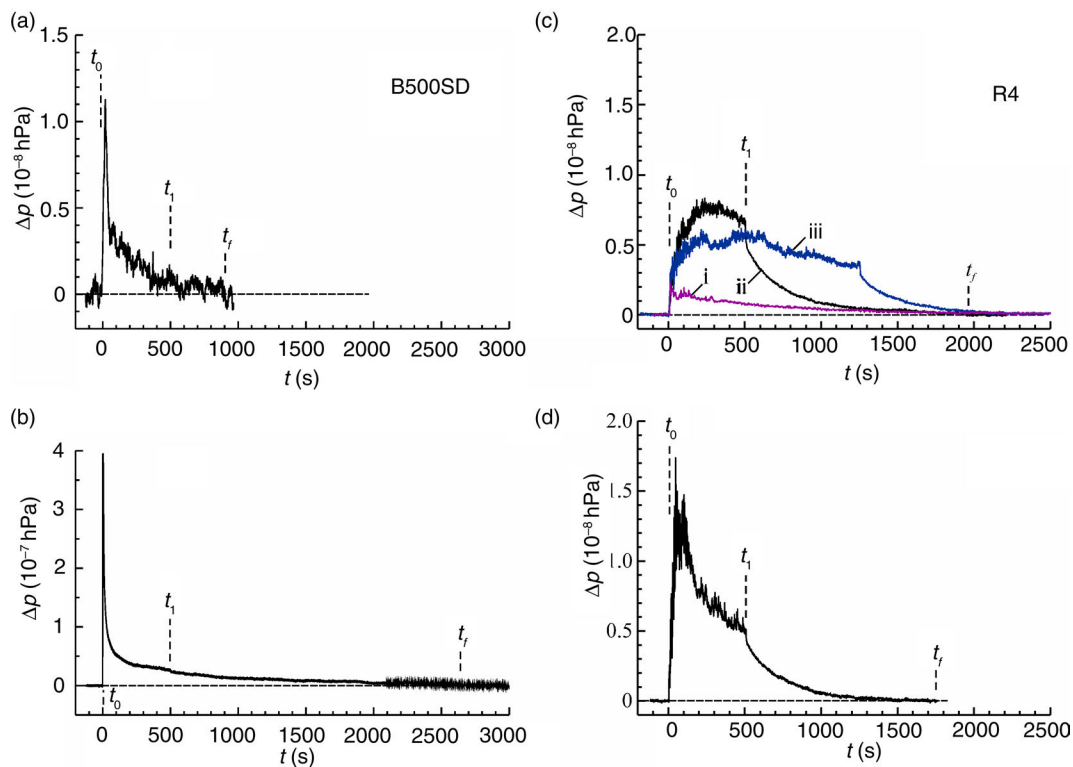 (a)
1.5
1.0
0.5
0
Δp (10⁻⁸ hPa)
t₀
t₁
t_f
B500SD
0 500 1000 1500 2000 2500 3000
t (s)
(b)
4
3
2
1
0
Δp (10⁻⁷ hPa)
t₁
t_f
t₀
0 500 1000 1500 2000 2500 3000
t (s)
(c)
2.0
1.5
1.0
0.5
0
Δp (10⁻⁸ hPa)
R4
t₀
t₁
iii
i
ii
t_f
0 500 1000 1500 2000 2500
t (s)
(d)
2.0
1.5
1.0
0.5
0
Δp (10⁻⁸ hPa)
t₀
t₁
t_f
0 500 1000 1500 2000 2500
t (s)